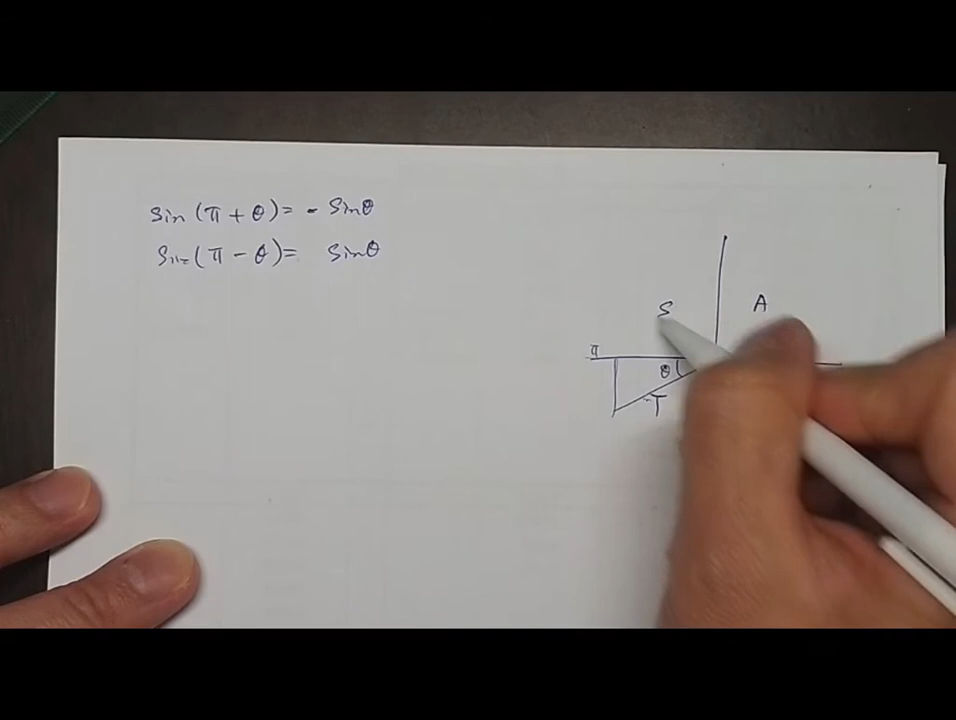 sin (π + θ) = - sinθ
sin (π - θ) = sinθ
S A
π
θ
T